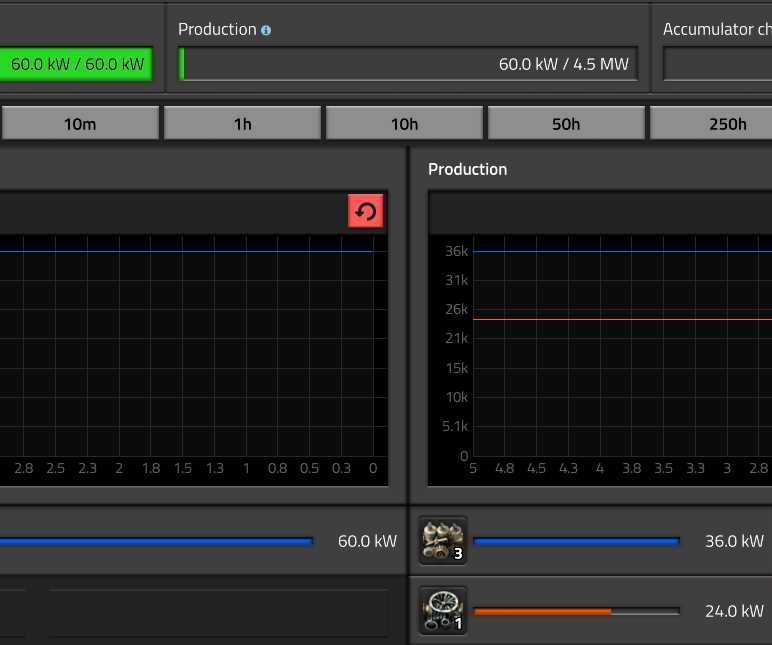 Production
Accumulator ch
60.0 kW / 60.0 kW
60.0 kW / 4.5 MW
10m
1h
10h
50h
250h
Production
36k
31k
26k
21k
15k
10k
5.1k
0
2.8 2.5 2.3 2 1.8 1.5 1.3 1 0.8 0.5 0.3 0
5 4.8 4.5 4.3 4 3.8 3.5 3.3 3 2.8
60.0 kW
3
36.0 kW
1
24.0 kW